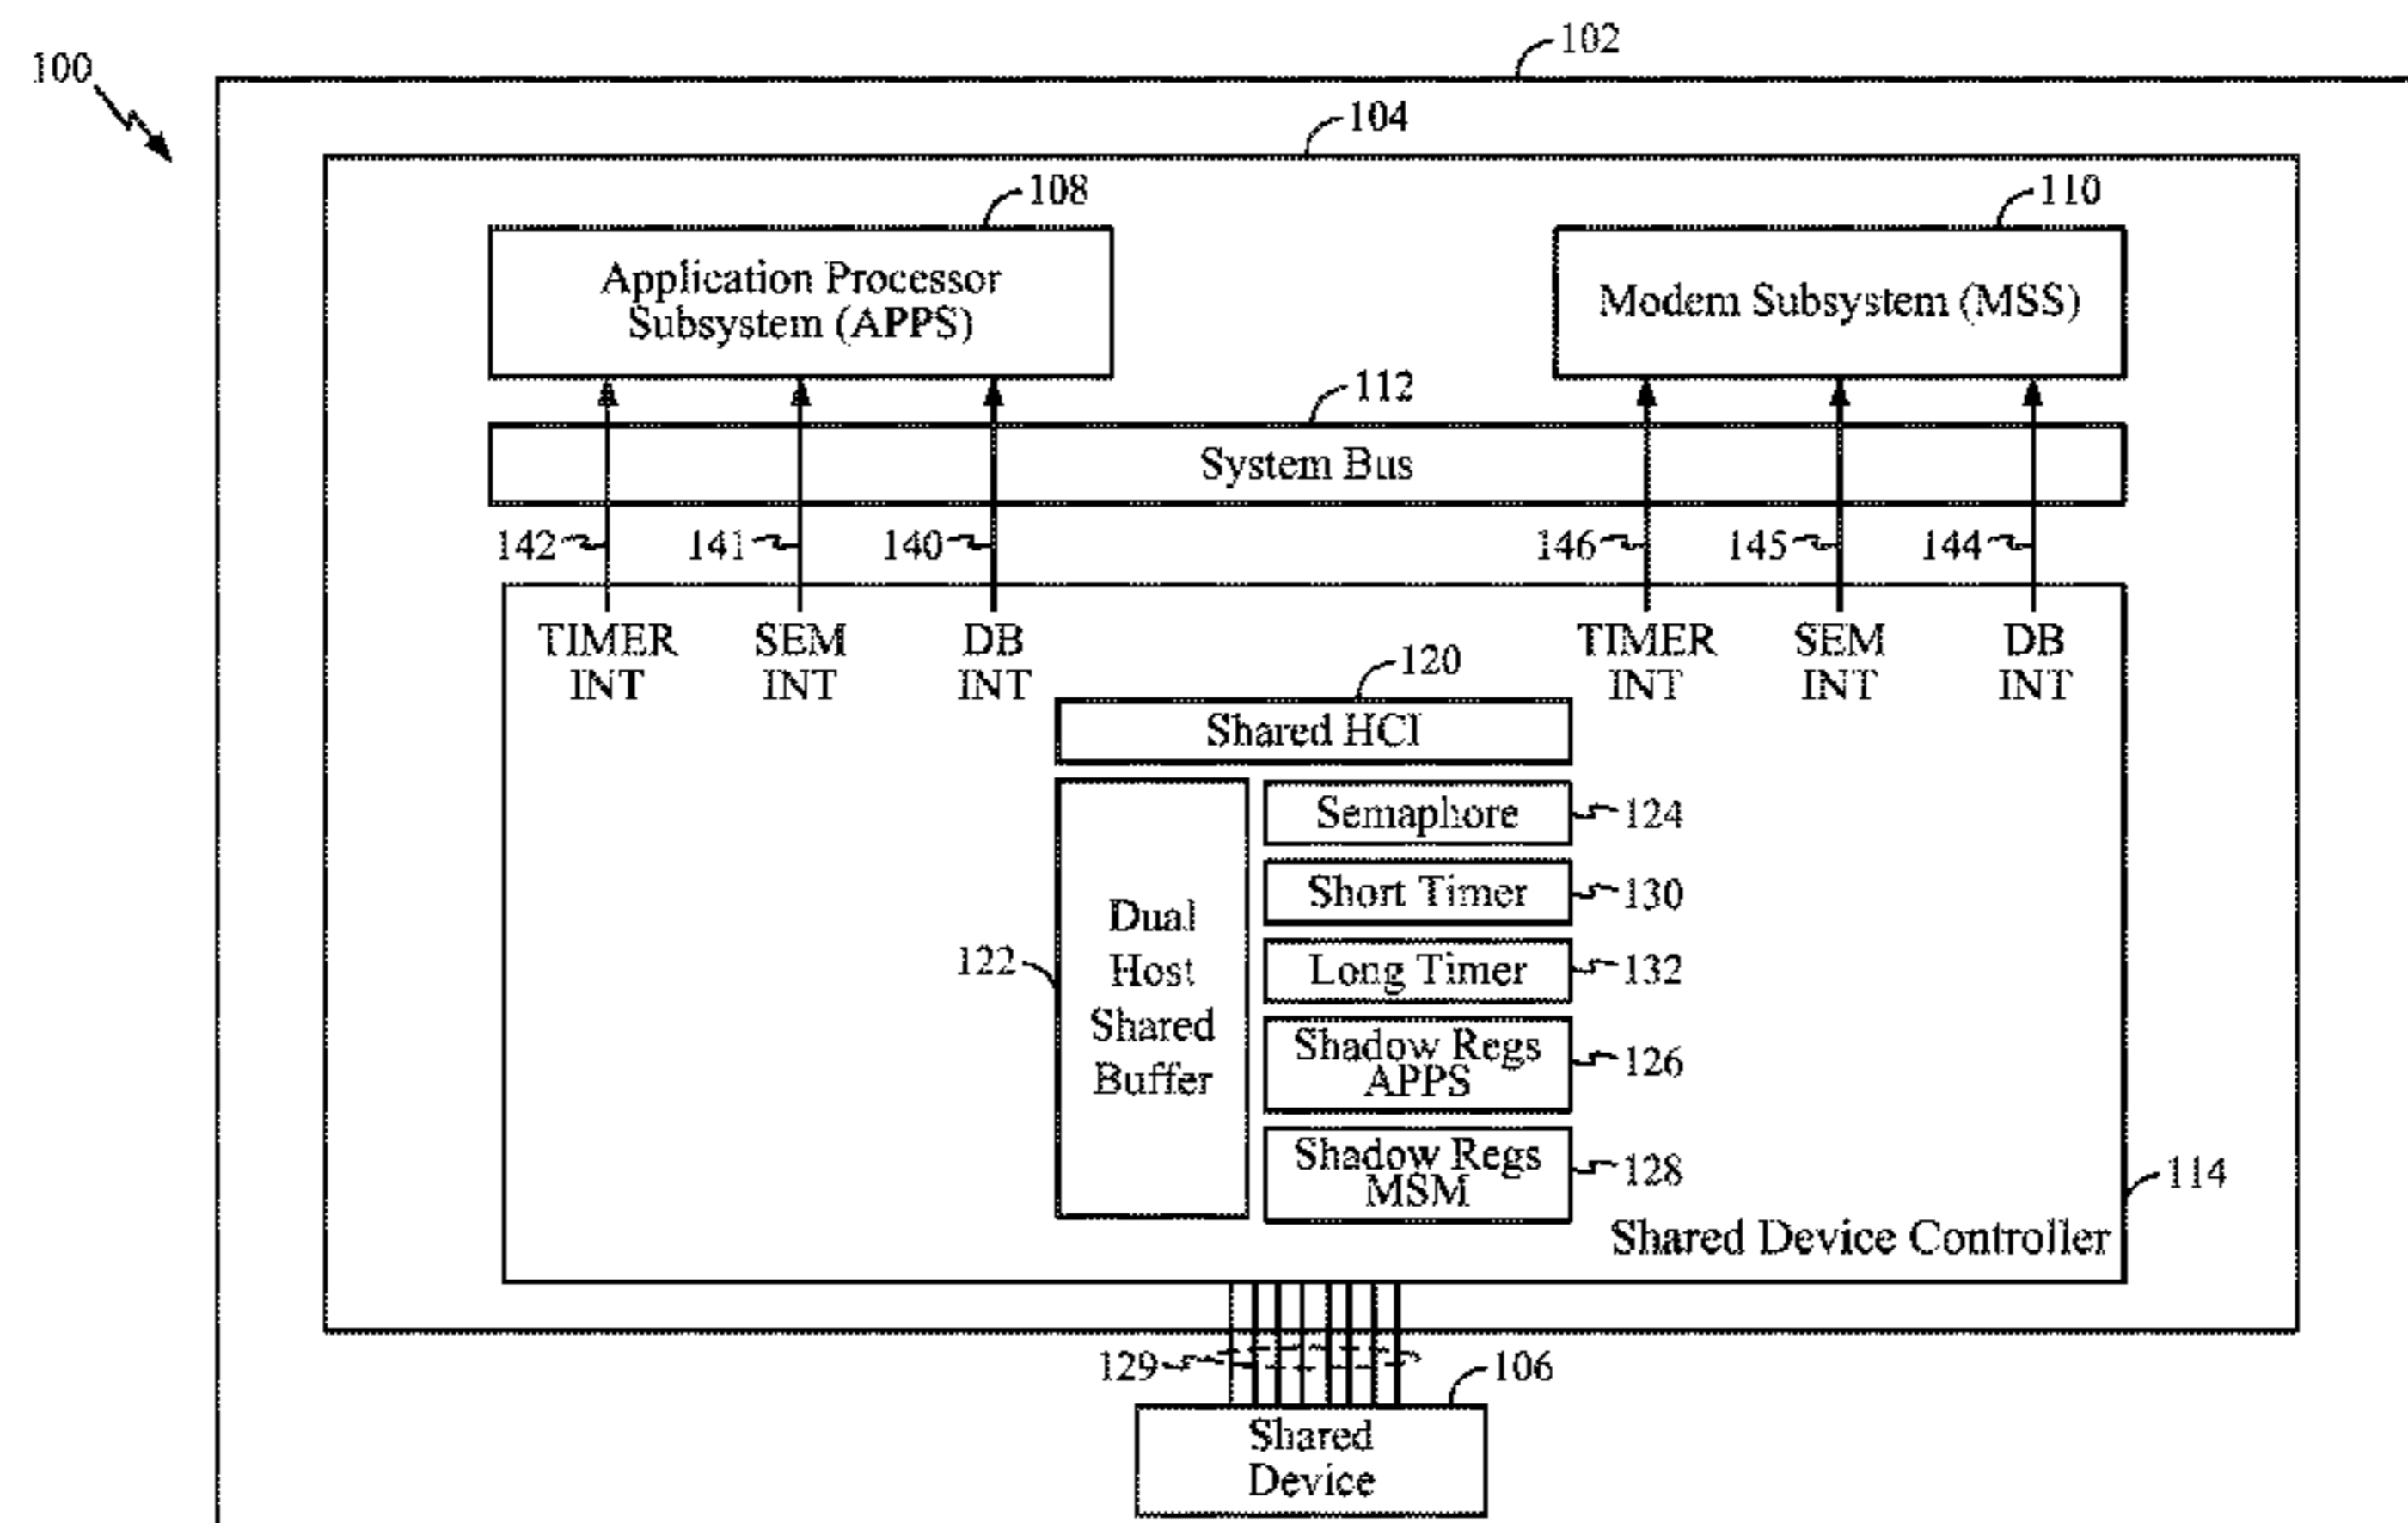 102
100
104
108
110
Application Processor
Subsystem (APPS)
Modem Subsystem (MSS)
112
System Bus
142
141
140
146
145
144
TIMER
INT
SEM
INT
DB
INT
TIMER
INT
SEM
INT
DB
INT
120
Shared HCI
Semaphore
124
Short Timer
130
Dual
Host
Shared
Buffer
122
Long Timer
132
Shadow Regs
APPS
126
Shadow Regs
MSM
128
114
Shared Device Controller
129
106
Shared
Device